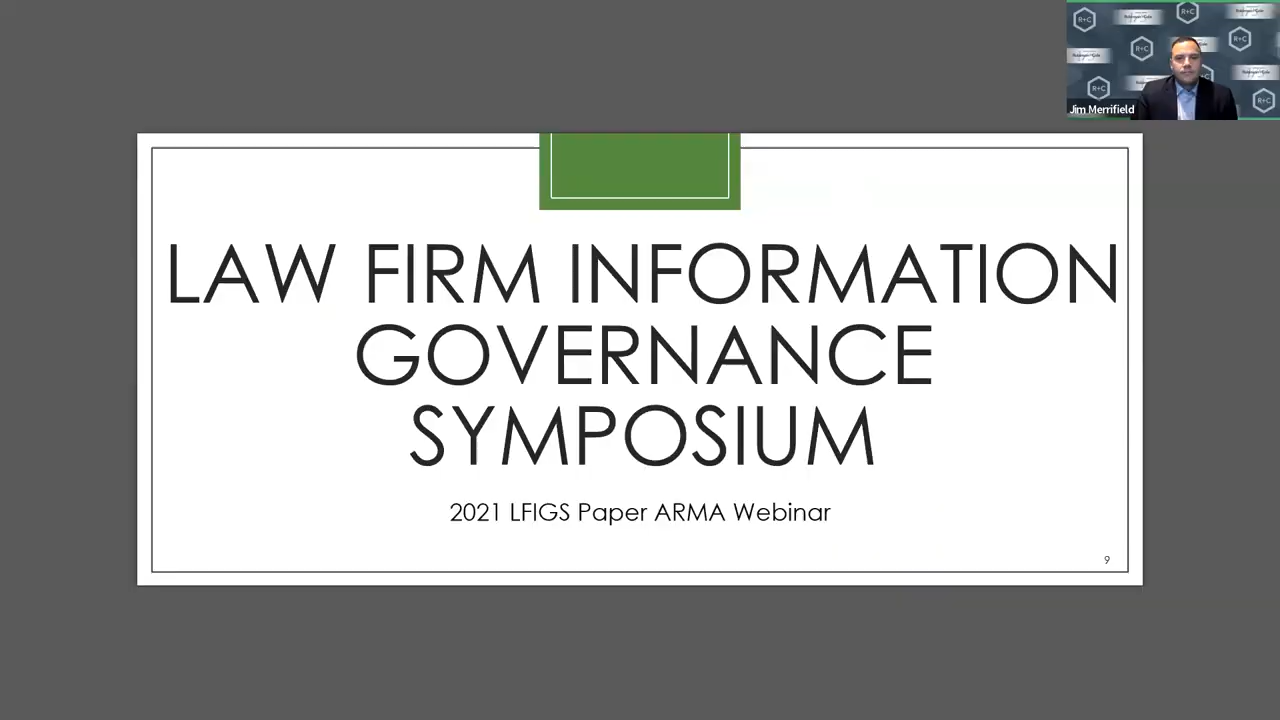 R+C
R+C
R+C
R+C
R+C
Jim Merrifield
LAW FIRM INFORMATION
GOVERNANCE
SYMPOSIUM
2021 LFIGS Paper ARMA Webinar
9